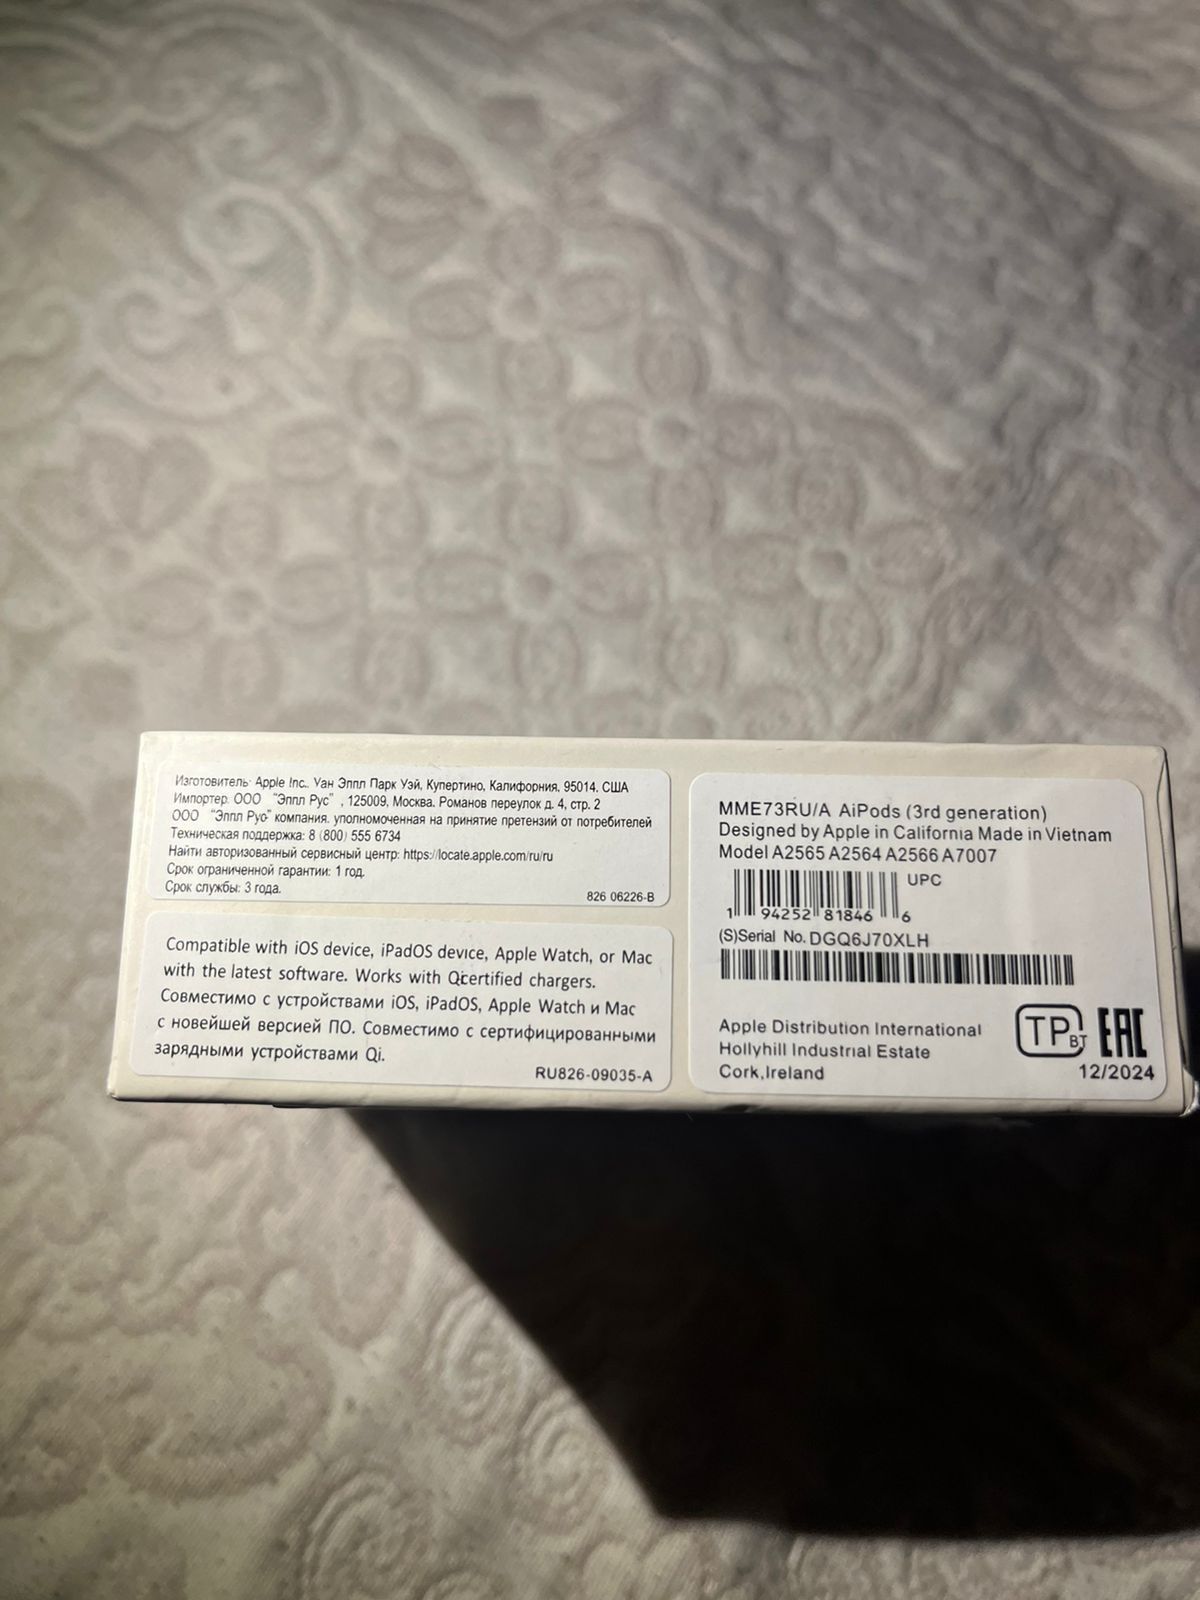 Изготовитель: Apple Inc.. Уан Эппл Парк Уэй, Купертино, Калифорния, 95014, США
Импортер. ООО "Эппл Рус" , 125009, Москва. Романов переулок д. 4, стр. 2
ООО "Эппл Рус" компания. уполномоченная на принятие претензий от потребителей
Техническая поддержка: 8 (800) 555 6734
Найти авторизованный сервисный центр: https://locate.apple.com/ru/ru
Срок ограниченной гарантии: 1 год.
Срок службы: 3 года.
826 06226-B
Compatible with iOS device, iPadOS device, Apple Watch, or Mac
with the latest software. Works with Qcertified chargers.
Совместимо с устройствами iOS, iPadOS, Apple Watch и Mac
с новейшей версией ПО. Совместимо с сертифицированными
зарядными устройствами Qi.
RU826-09035-A
MME73RU/A AiPods (3rd generation)
Designed by Apple in California Made in Vietnam
Model A2565 A2564 A2566 A7007
UPC
1 94252 81846 6
(S)Serial No. DGQ6J70XLH
Apple Distribution International
Hollyhill Industrial Estate
Cork,Ireland
TP BT EAC
12/2024